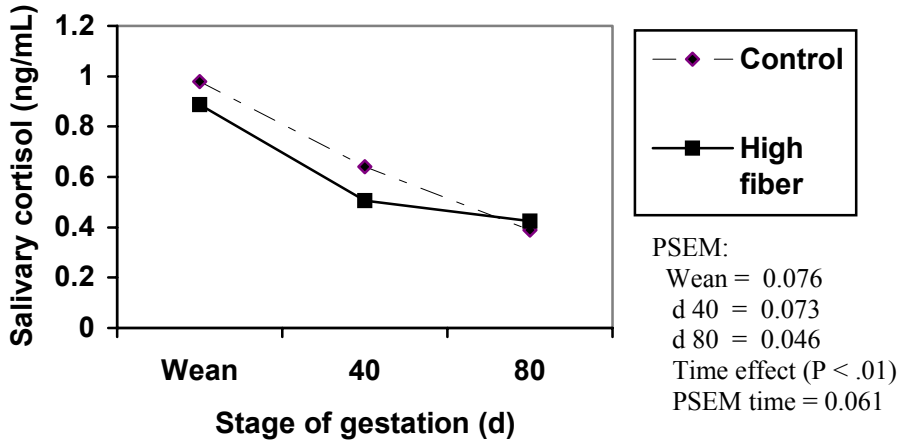 Salivary cortisol (ng/mL)
1.2
1
0.8
0.6
0.4
0.2
0
Wean 40 80
Stage of gestation (d)
Control
High
fiber
PSEM:
Wean = 0.076
d 40 = 0.073
d 80 = 0.046
Time effect (P < .01)
PSEM time = 0.061